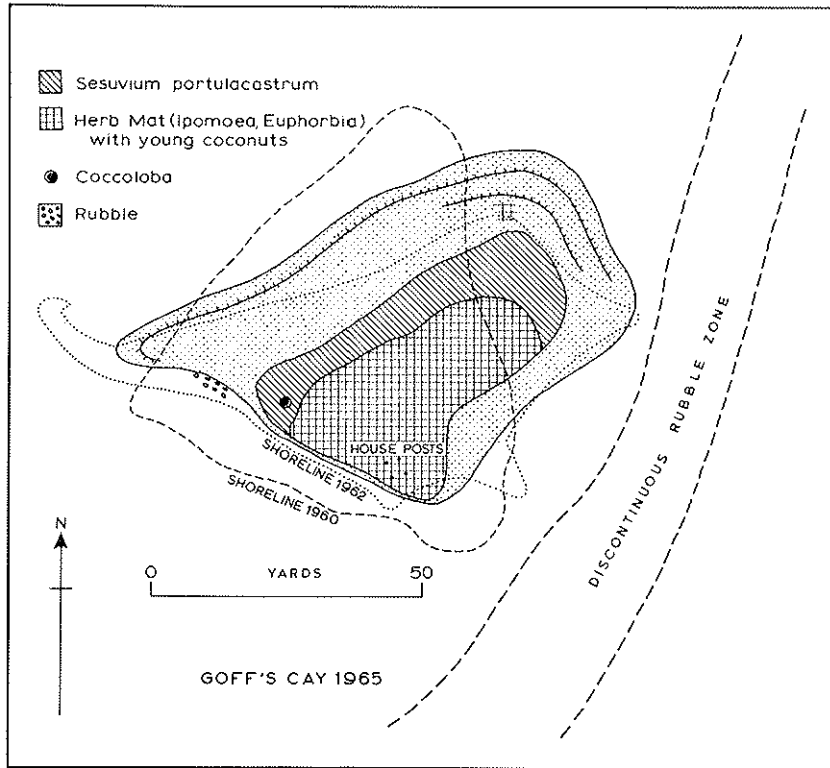 Sesuvium portulacastrum
Herb Mat (Ipomoea, Euphorbia)
with young coconuts
Coccoloba
Rubble
HOUSE POSTS
SHORELINE 1962
SHORELINE 1960
DISCONTINUOUS RUBBLE ZONE
N
0 YARDS 50
GOFF'S CAY 1965